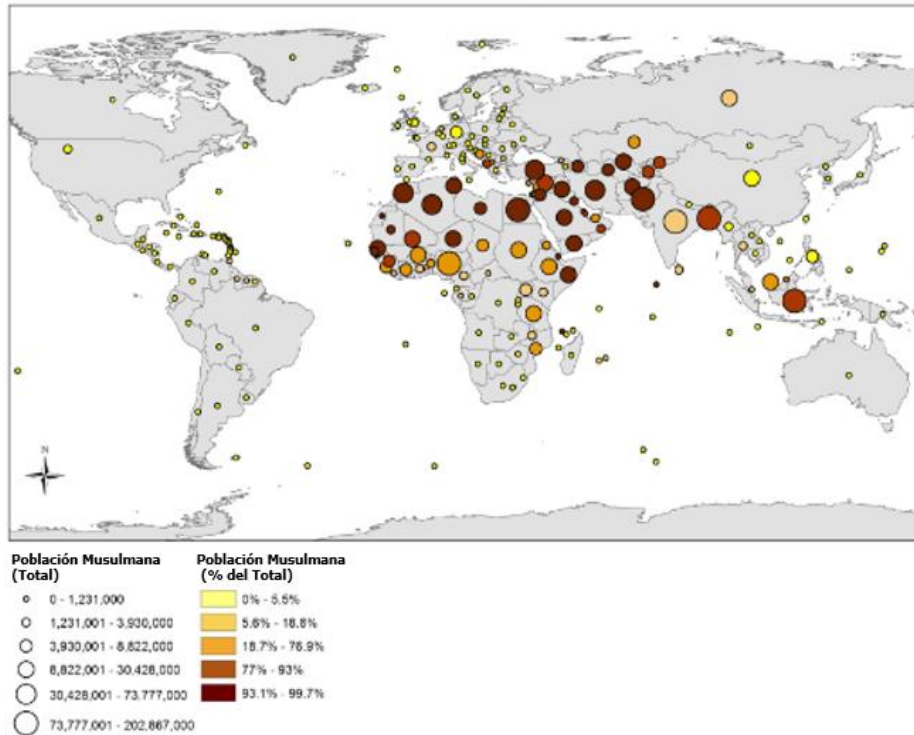 N
Población Musulmana
(Total)
0 - 1,231,000
1,231,001 - 3,930,000
3,930,001 - 8,822,000
8,822,001 - 30,428,000
30,428,001 - 73,777,000
73,777,001 - 202,867,000
Población Musulmana
(% del Total)
0% - 5.5%
5.6% - 18.6%
18.7% - 76.9%
77% - 93%
93.1% - 99.7%